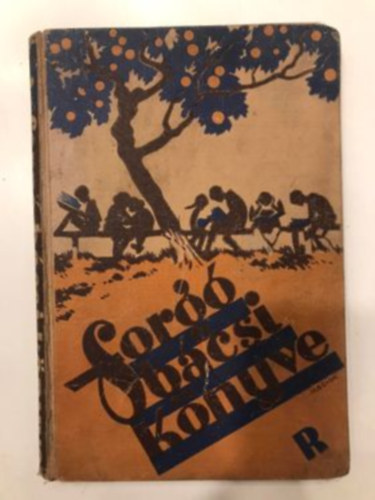 forgó
bácsi
könyve
R